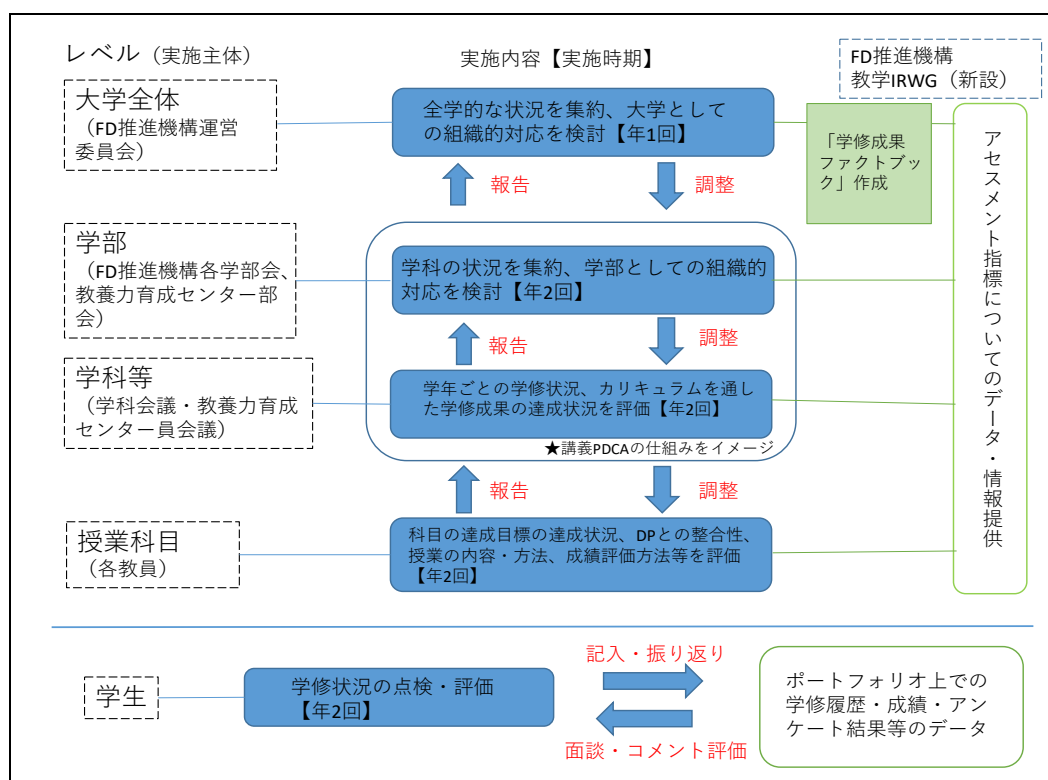 レベル（実施主体）
実施内容【実施時期】
FD推進機構
教学IRWG（新設）
大学全体
（FD推進機構運営
委員会）
全学的な状況を集約、大学として
の組織的対応を検討【年1回】
「学修成果
ファクトブッ
ク」作成
アセスメント指標についてのデータ・情報提供
報告
調整
学部
（FD推進機構各学部会、
教養力育成センター部
会）
学科の状況を集約、学部としての組織的
対応を検討【年2回】
報告
調整
学科等
（学科会議・教養力育成
センター員会議）
学年ごとの学修状況、カリキュラムを通し
た学修成果の達成状況を評価【年2回】
★講義PDCAの仕組みをイメージ
報告
調整
授業科目
（各教員）
科目の達成目標の達成状況、DPとの整合性、
授業の内容・方法、成績評価方法等を評価
【年2回】
学生
学修状況の点検・評価
【年2回】
記入・振り返り
面談・コメント評価
ポートフォリオ上での
学修履歴・成績・アン
ケート結果等のデータ